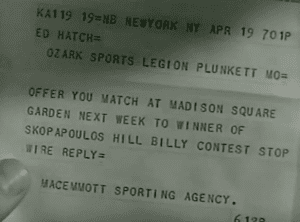 KA119 19=NB NEWYORK NY APR 19 701P
ED HATCH=
OZARK SPORTS LEGION PLUNKETT MO=
OFFER YOU MATCH AT MADISON SQUARE
GARDEN NEXT WEEK TO WINNER OF
SKOPAPOULOS HILL BILLY CONTEST STOP
WIRE REPLY=
MACEMMOTT SPORTING AGENCY.